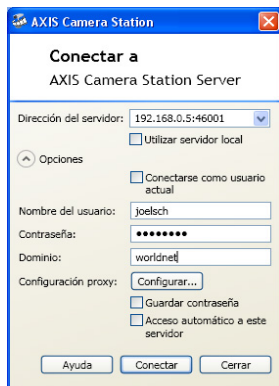 AXIS Camera Station
Conectar a
AXIS Camera Station Server
Dirección del servidor: 192.168.0.5:46001
Utilizar servidor local
Opciones
Conectarse como usuario
actual
Nombre del usuario: joelsch
Contraseña: ••••••••
Dominio: worldnet
Configuración proxy: Configurar...
Guardar contraseña
Acceso automático a este
servidor
Ayuda Conectar Cerrar